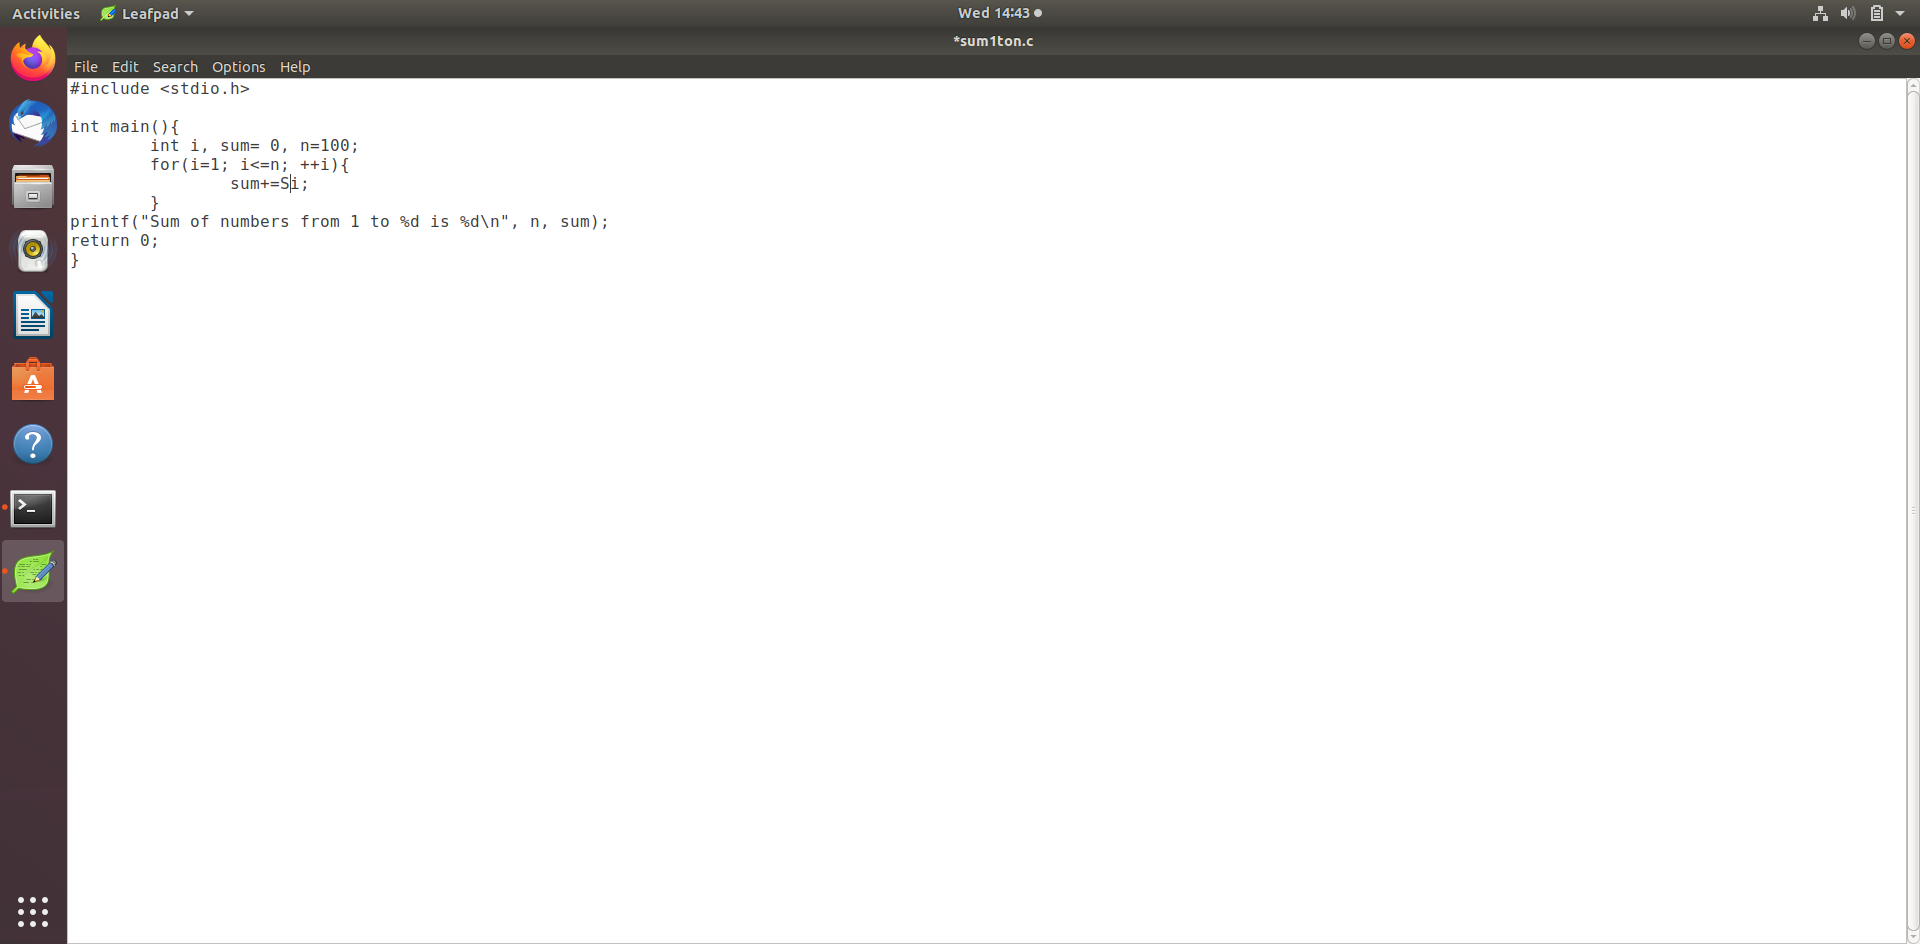 Activities Leafpad Wed 14:43
*sum1ton.c
File Edit Search Options Help
#include <stdio.h>
int main(){
int i, sum= 0, n=100;
for(i=1; i<=n; ++i){
sum+=Si;
}
printf("Sum of numbers from 1 to %d is %d\n", n, sum);
return 0;
}